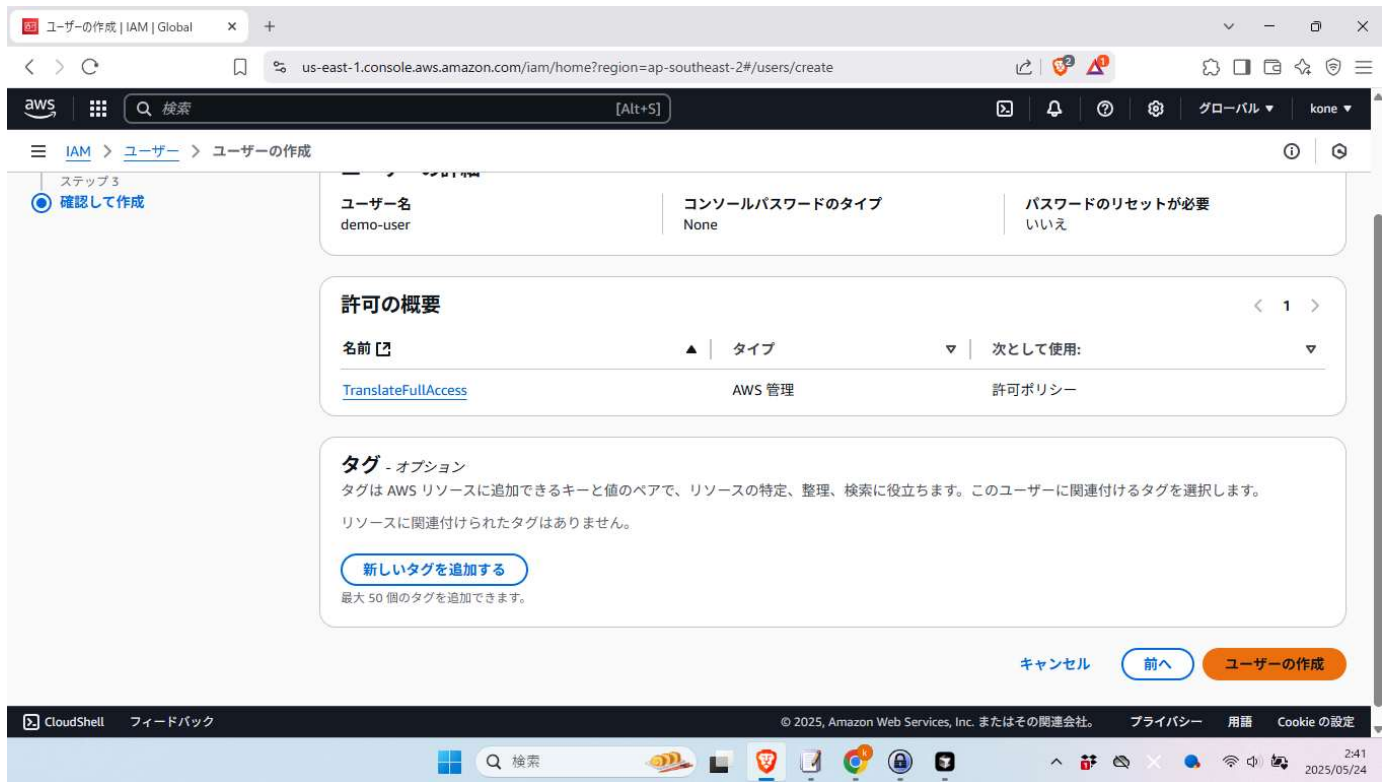 ユーザーの作成 | IAM | Global
us-east-1.console.aws.amazon.com/iam/home?region=ap-southeast-2#/users/create
2
1
aws
検索
[Alt+S]
グローバル
kone
IAM > ユーザー > ユーザーの作成
ステップ 3
確認して作成
ユーザーの詳細
ユーザー名
demo-user
コンソールパスワードのタイプ
None
パスワードのリセットが必要
いいえ
許可の概要
1
名前
タイプ
次として使用:
TranslateFullAccess
AWS 管理
許可ポリシー
タグ - オプション
タグは AWS リソースに追加できるキーと値のペアで、リソースの特定、整理、検索に役立ちます。このユーザーに関連付けるタグを選択します。
リソースに関連付けられたタグはありません。
新しいタグを追加する
最大 50 個のタグを追加できます。
キャンセル
前へ
ユーザーの作成
CloudShell
フィードバック
© 2025, Amazon Web Services, Inc. またはその関連会社。
プライバシー
用語
Cookie の設定
検索
2:41
2025/05/24